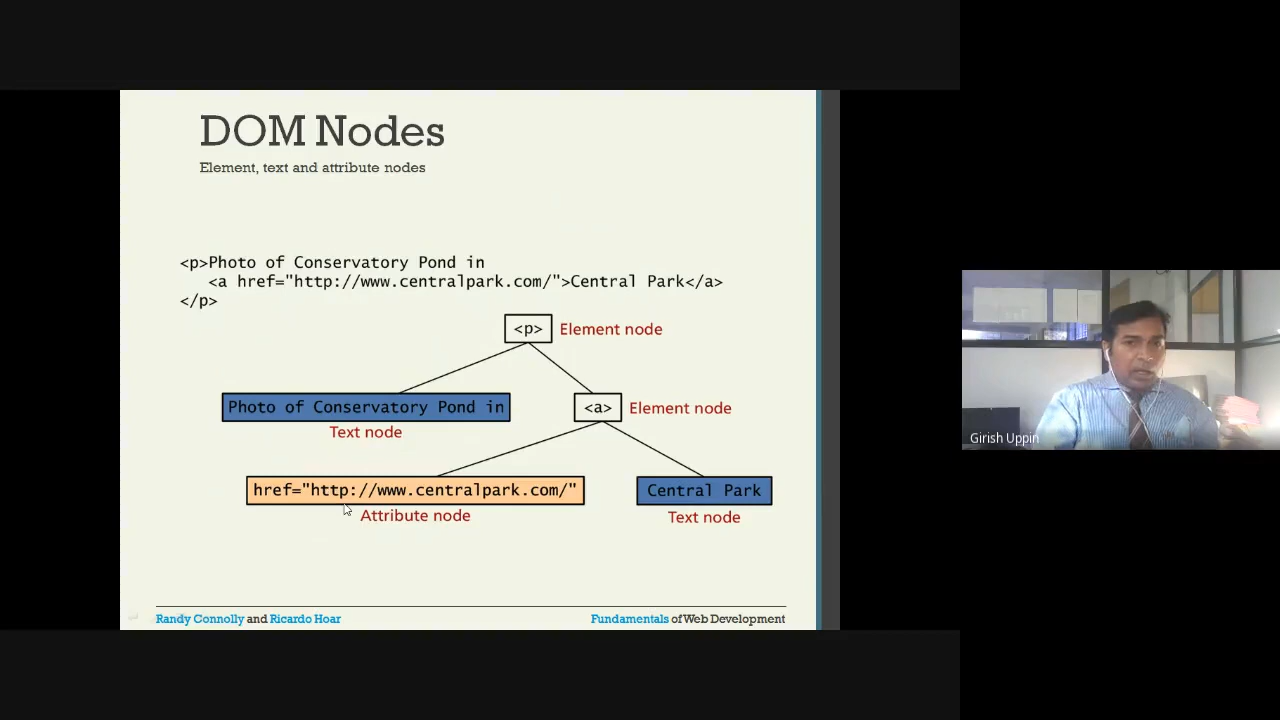 DOM Nodes
Element, text and attribute nodes
<p>Photo of Conservatory Pond in
<a href="http://www.centralpark.com/">Central Park</a>
</p>
<p> Element node
Photo of Conservatory Pond in <a> Element node
Text node
href="http://www.centralpark.com/" Central Park
Attribute node Text node
Girish Uppin
Randy Connolly and Ricardo Hoar Fundamentals of Web Development